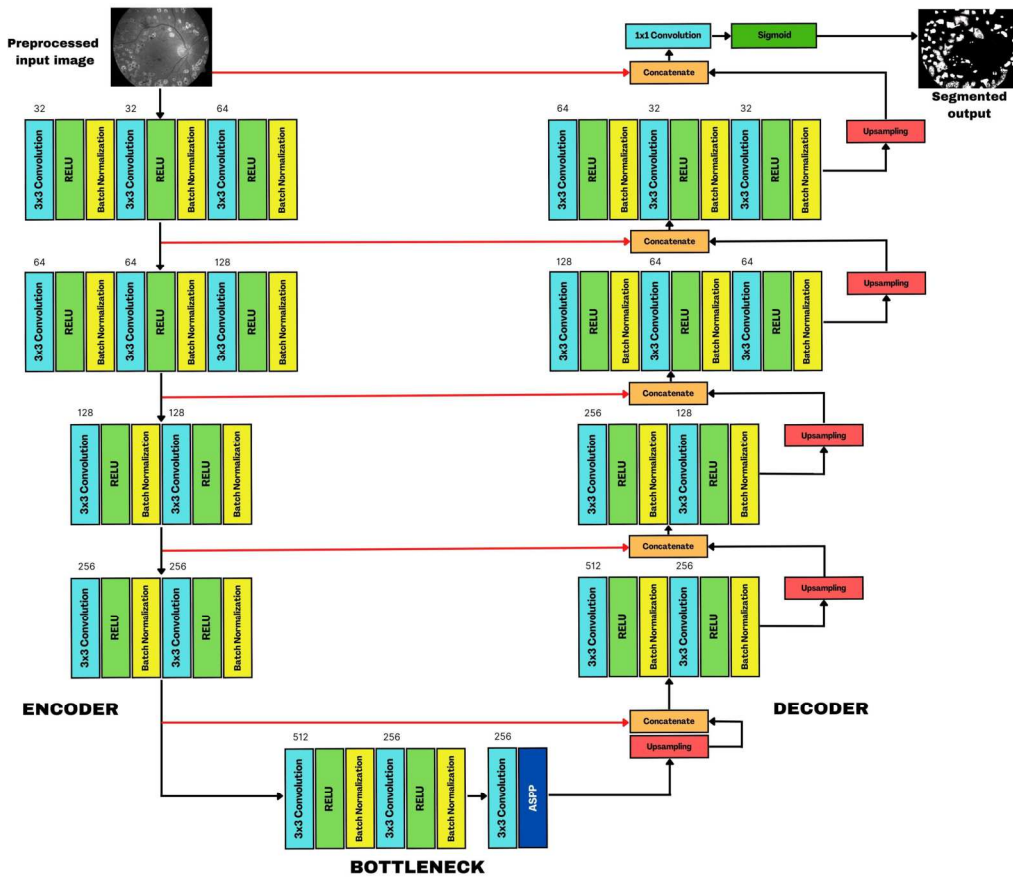 Preprocessed
input image
1x1 Convolution
Sigmoid
Concatenate
Segmented
output
32
32
64
3x3 Convolution
RELU
Batch Normalization
3x3 Convolution
RELU
Batch Normalization
3x3 Convolution
RELU
Batch Normalization
64
32
32
3x3 Convolution
RELU
Batch Normalization
3x3 Convolution
RELU
Batch Normalization
3x3 Convolution
RELU
Batch Normalization
Upsampling
Concatenate
64
64
128
3x3 Convolution
RELU
Batch Normalization
3x3 Convolution
RELU
Batch Normalization
3x3 Convolution
RELU
Batch Normalization
128
64
64
3x3 Convolution
RELU
Batch Normalization
3x3 Convolution
RELU
Batch Normalization
3x3 Convolution
RELU
Batch Normalization
Upsampling
Concatenate
128
128
3x3 Convolution
RELU
Batch Normalization
3x3 Convolution
RELU
Batch Normalization
256
128
3x3 Convolution
RELU
Batch Normalization
3x3 Convolution
RELU
Batch Normalization
Upsampling
Concatenate
256
256
3x3 Convolution
RELU
Batch Normalization
3x3 Convolution
RELU
Batch Normalization
512
256
3x3 Convolution
RELU
Batch Normalization
3x3 Convolution
RELU
Batch Normalization
Upsampling
ENCODER
DECODER
Concatenate
Upsampling
512
256
256
3x3 Convolution
RELU
Batch Normalization
3x3 Convolution
RELU
Batch Normalization
3x3 Convolution
ASPP
BOTTLENECK